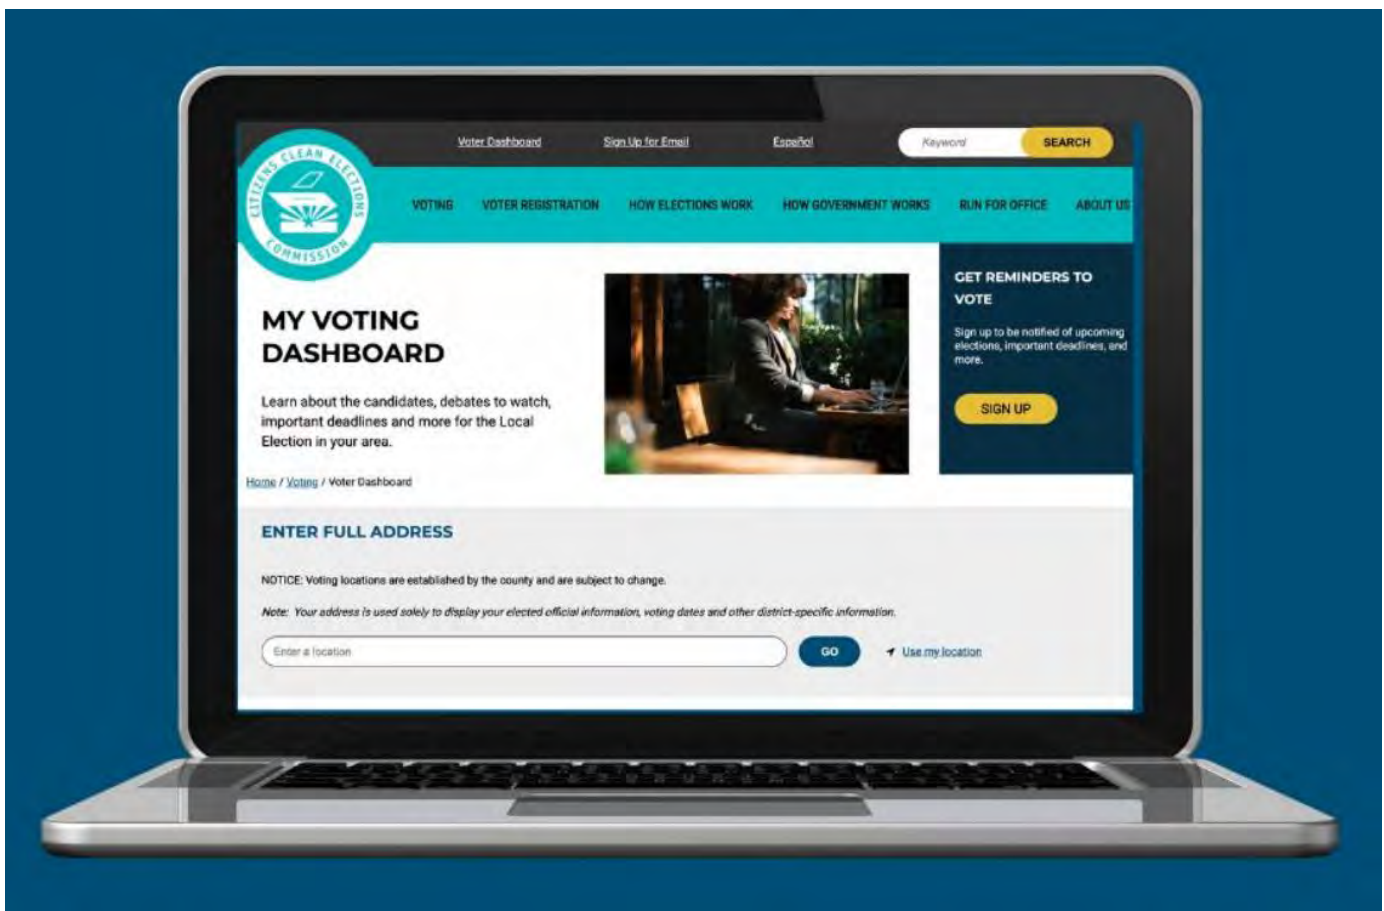 CITIZENS CLEAN ELECTIONS
COMMISSION
Voter Dashboard
Sign Up for Email
Español
Keyword
SEARCH
VOTING
VOTER REGISTRATION
HOW ELECTIONS WORK
HOW GOVERNMENT WORKS
RUN FOR OFFICE
ABOUT US
MY VOTING
DASHBOARD
Learn about the candidates, debates to watch,
important deadlines and more for the Local
Election in your area.
GET REMINDERS TO
VOTE
Sign up to be notified of upcoming
elections, important deadlines, and
more.
SIGN UP
Home / Voting / Voter Dashboard
ENTER FULL ADDRESS
NOTICE: Voting locations are established by the county and are subject to change.
Note: Your address is used solely to display your elected official information, voting dates and other district-specific information.
Enter a location
GO
Use my location